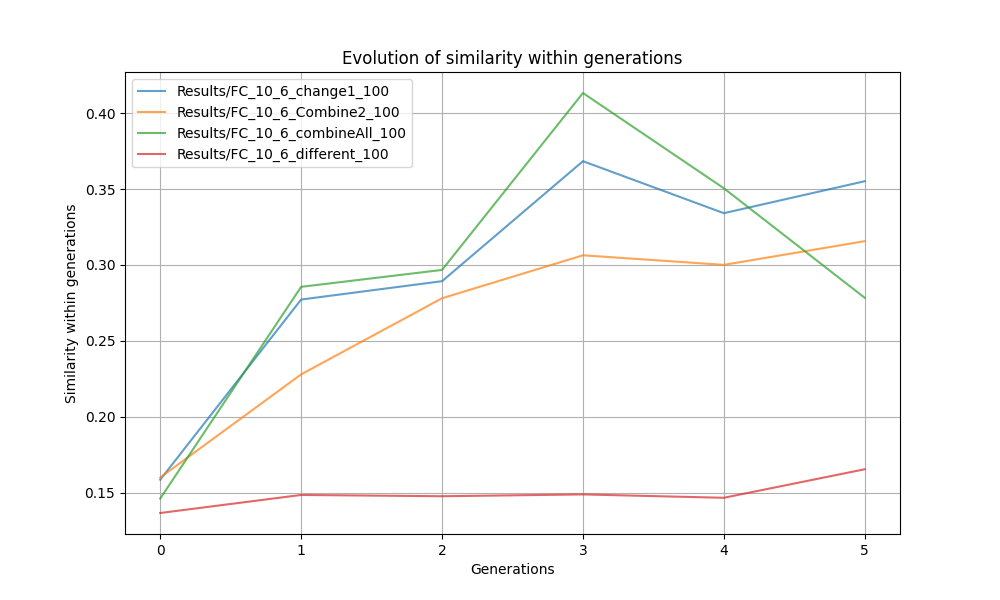 Evolution of similarity within generations
Results/FC_10_6_change1_100
Results/FC_10_6_Combine2_100
Results/FC_10_6_combineAll_100
Results/FC_10_6_different_100
Similarity within generations
0.40
0.35
0.30
0.25
0.20
0.15
0 1 2 3 4 5
Generations